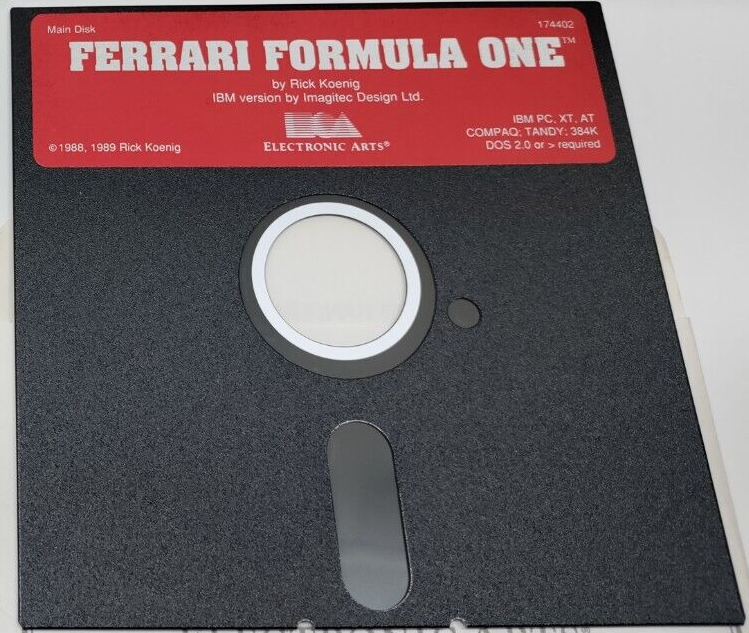 Main Disk
174402
FERRARI FORMULA ONE™
by Rick Koenig
IBM version by Imagitec Design Ltd.
IBM PC, XT, AT
COMPAQ; TANDY: 384K
DOS 2.0 or > required
©1988, 1989 Rick Koenig
ELECTRONIC ARTS®